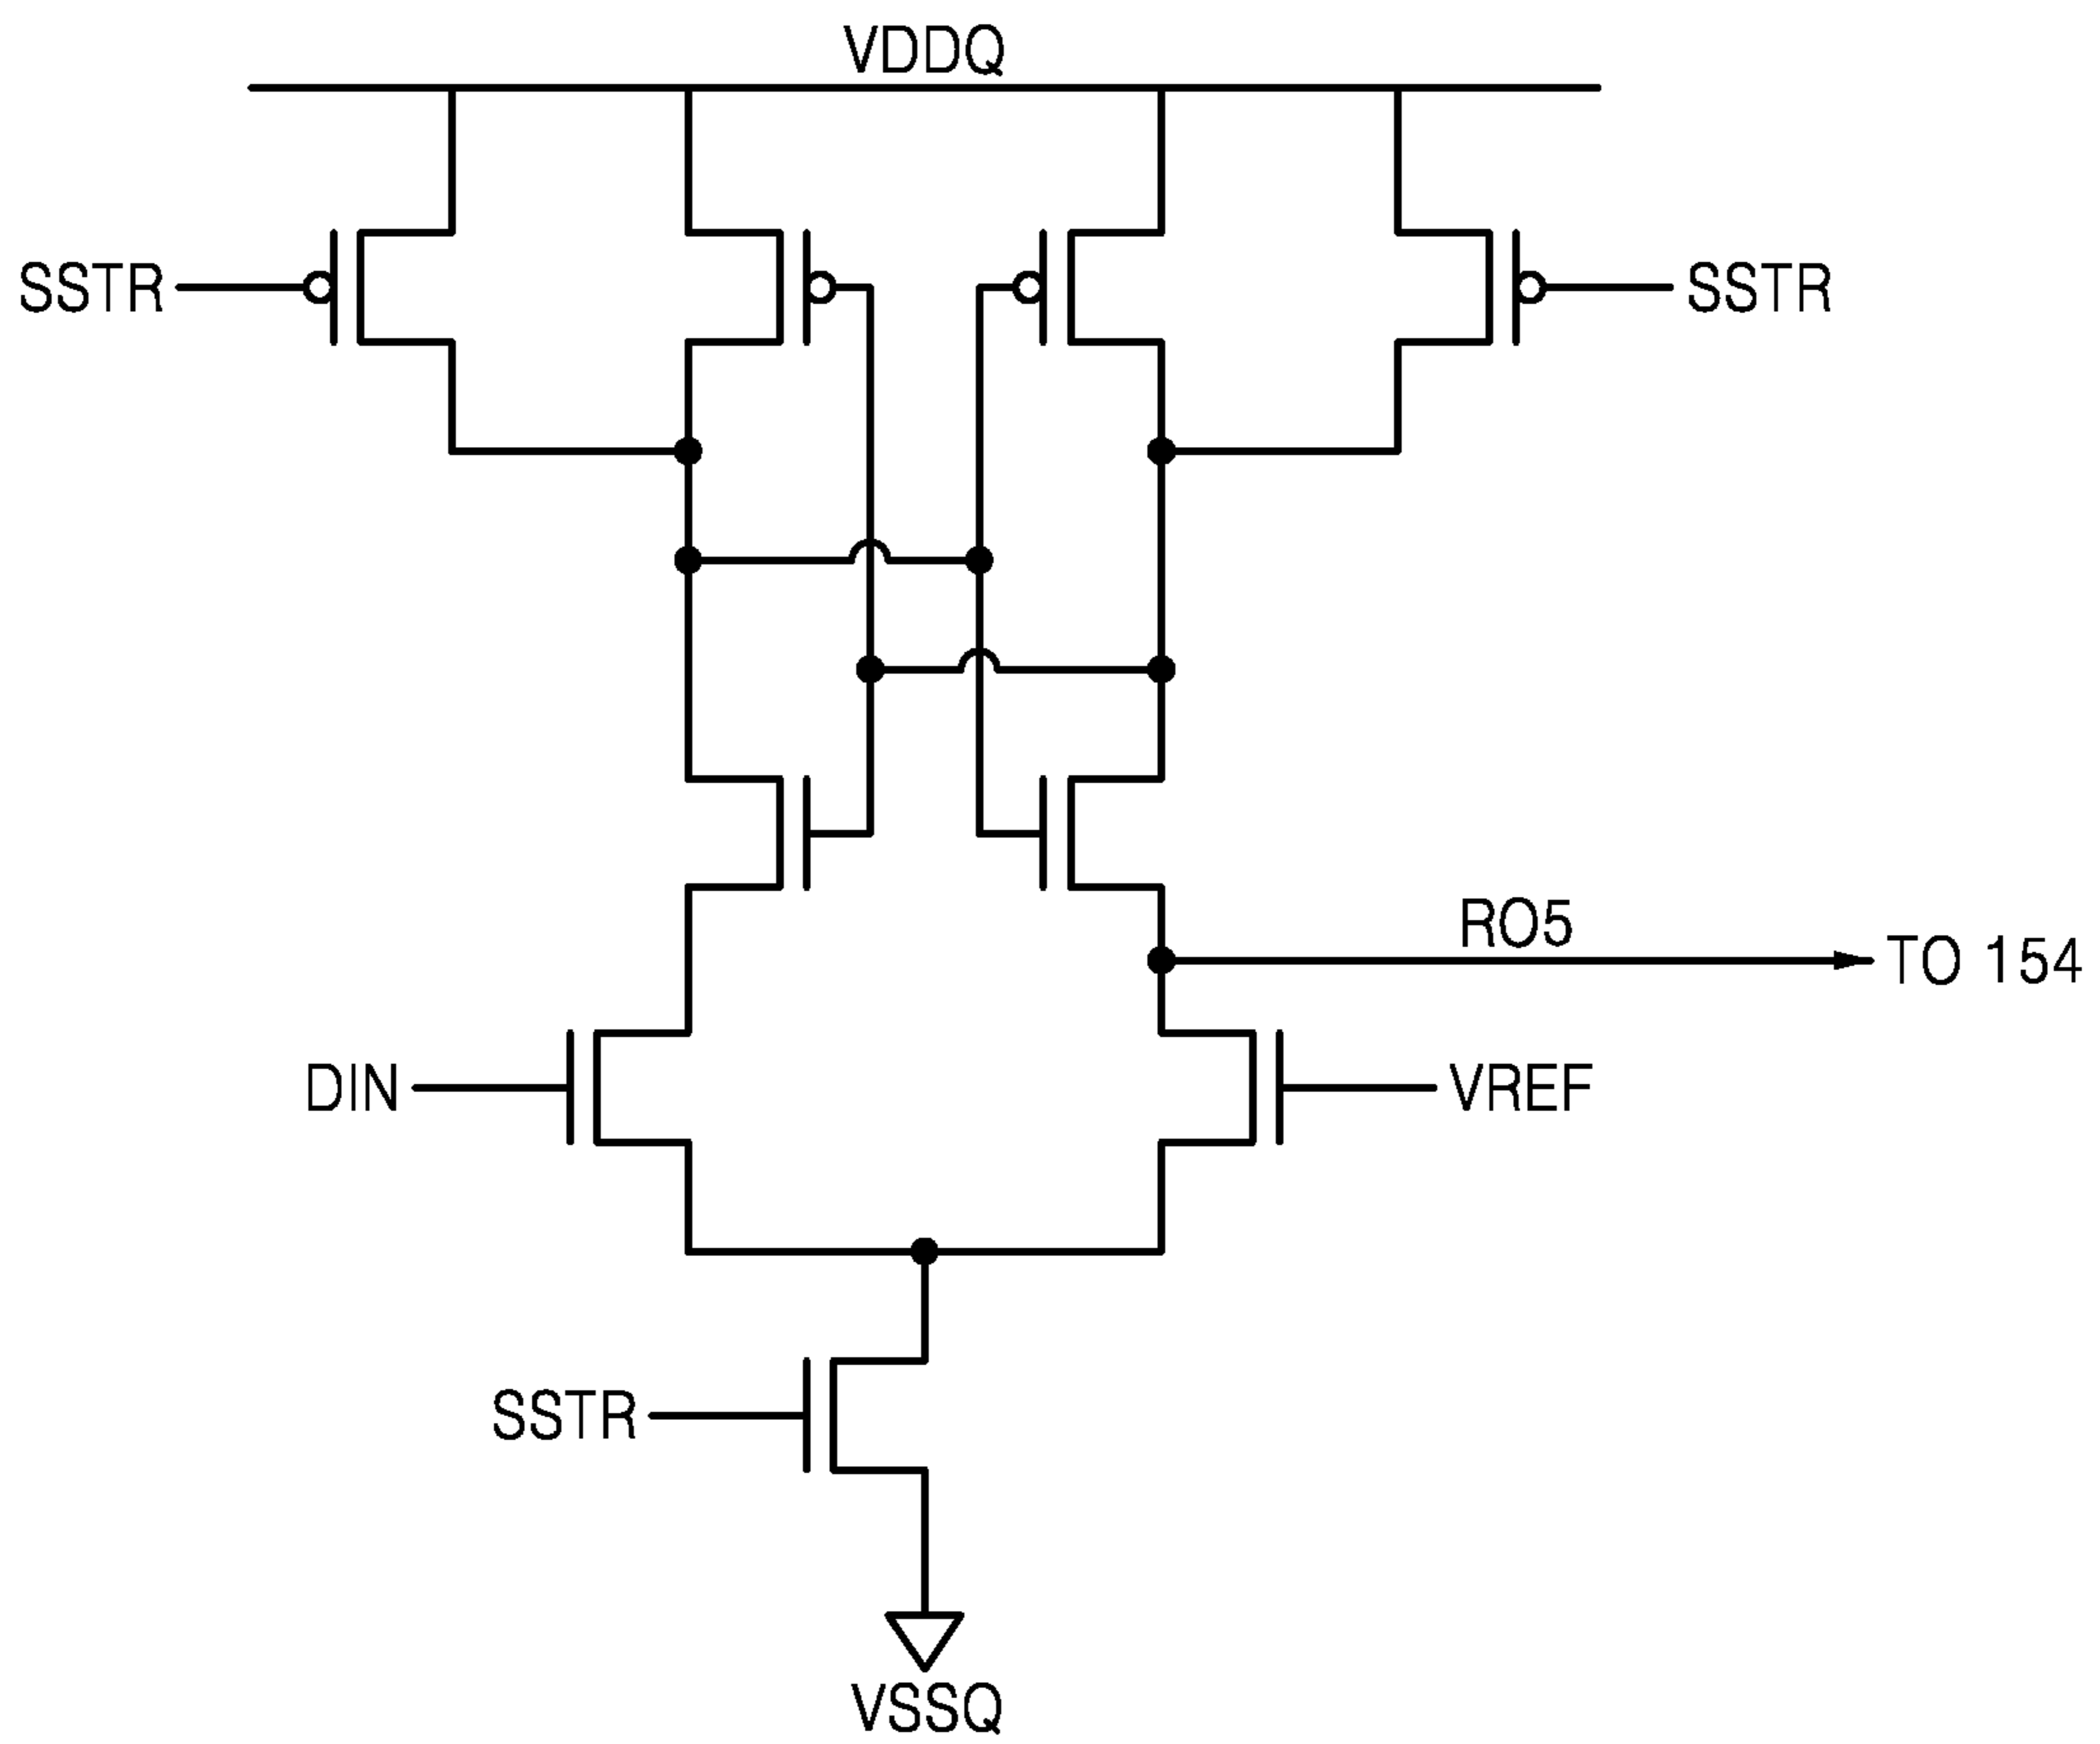 VDDQ
SSTR
SSTR
RO5
TO 154
DIN
VREF
SSTR
VSSQ